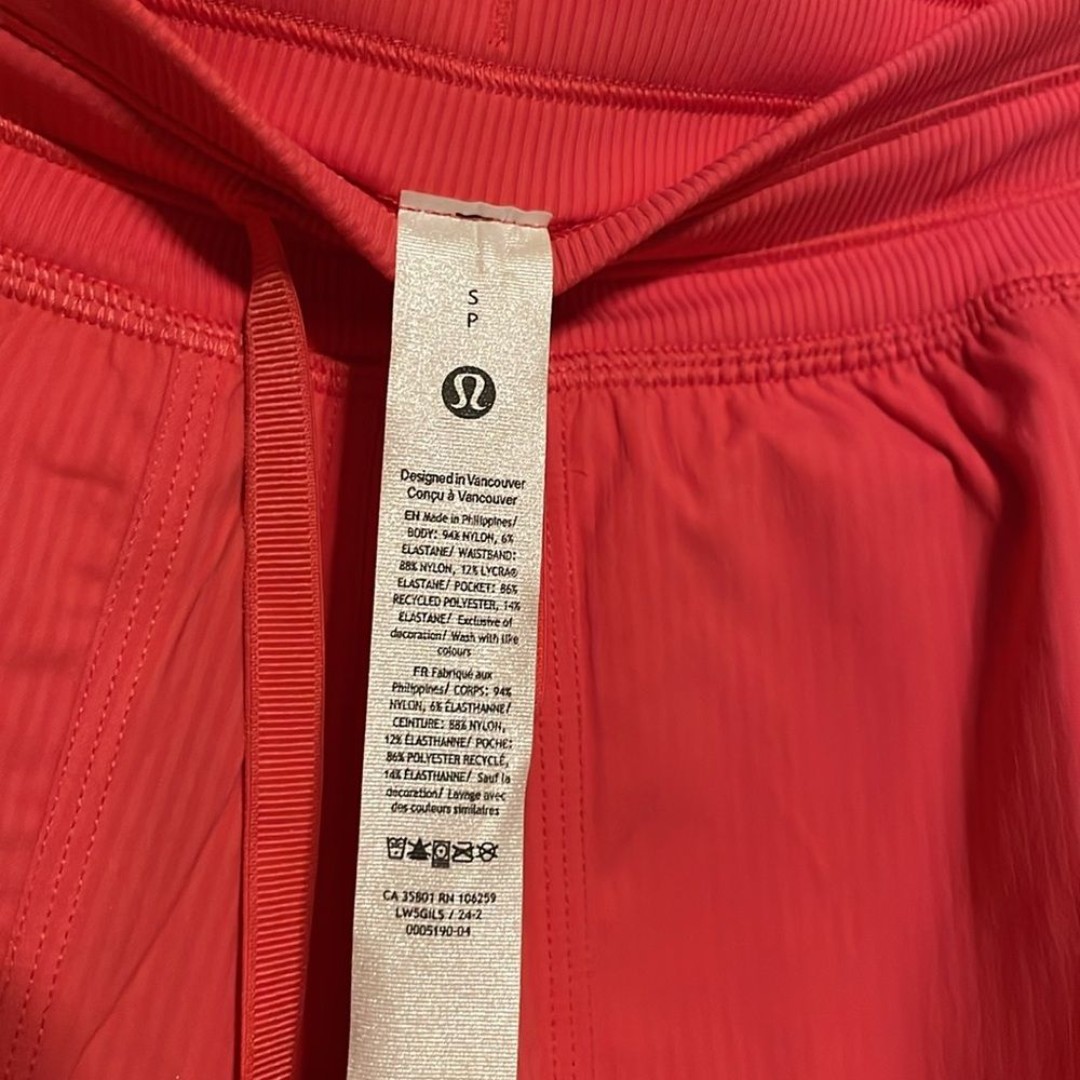 S
P
Designed in Vancouver
Conçu à Vancouver
EN Made in Philippines/
BODY: 94% NYLON, 6%
ELASTANE/ WAISTBAND:
88% NYLON, 12% LYCRA®
ELASTANE/ POCKET: 86%
RECYCLED POLYESTER, 14%
ELASTANE/ Exclusive of
decoration/ Wash with like
colours
FR Fabriqué aux
Philippines/ CORPS: 94%
NYLON, 6% ÉLASTHANNE/
CEINTURE: 88% NYLON,
12% ÉLASTHANNE/ POCHE:
86% POLYESTER RECYCLÉ,
14% ÉLASTHANNE/ Sauf la
décoration/ Lavage avec
des couleurs similaires
CA 35801 RN 106259
LW5GILS / 24-2
0005190-04